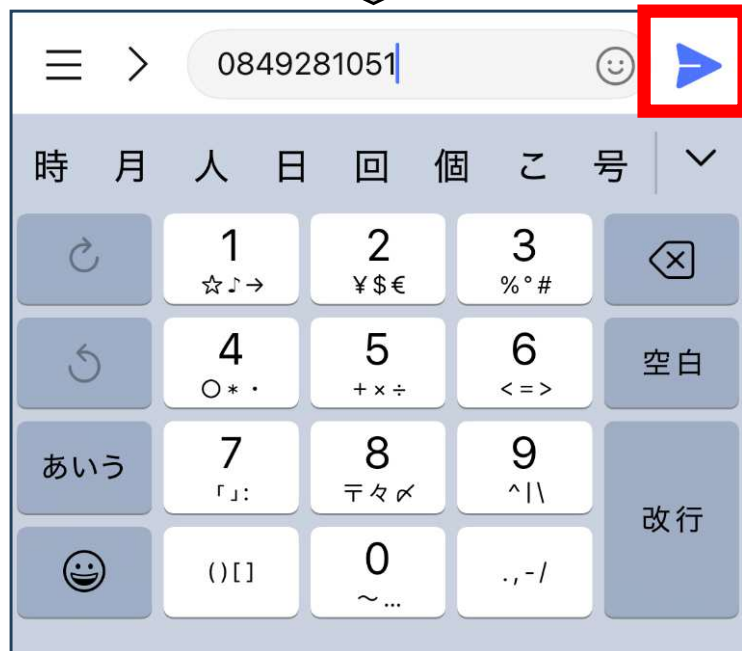 0849281051
時 月 人 日 回 個 こ 号
1 2 3
☆♪→ ¥$€ %°#
4 5 6 空白
○*・ +×÷ <=>
あいう 7 8 9
「」: 〒々〆 ^|\
改行
()[] 0 .,-/
～…